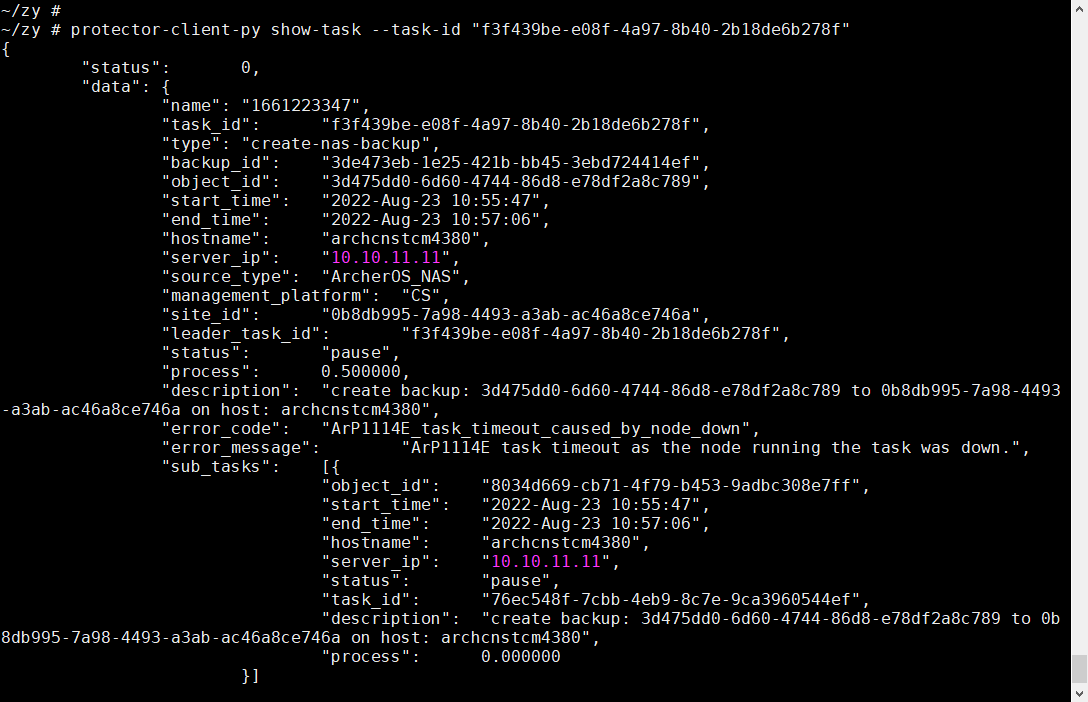 ~/zy #
~/zy # protector-client-py show-task --task-id "f3f439be-e08f-4a97-8b40-2b18de6b278f"
{
        "status":       0,
        "data": {
                "name": "1661223347",
                "task_id":      "f3f439be-e08f-4a97-8b40-2b18de6b278f",
                "type": "create-nas-backup",
                "backup_id":    "3de473eb-1e25-421b-bb45-3ebd724414ef",
                "object_id":    "3d475dd0-6d60-4744-86d8-e78df2a8c789",
                "start_time":   "2022-Aug-23 10:55:47",
                "end_time":     "2022-Aug-23 10:57:06",
                "hostname":     "archcnstcm4380",
                "server_ip":    "10.10.11.11",
                "source_type":  "ArcherOS_NAS",
                "management_platform":  "CS",
                "site_id":      "0b8db995-7a98-4493-a3ab-ac46a8ce746a",
                "leader_task_id":       "f3f439be-e08f-4a97-8b40-2b18de6b278f",
                "status":       "pause",
                "process":      0.500000,
                "description":  "create backup: 3d475dd0-6d60-4744-86d8-e78df2a8c789 to 0b8db995-7a98-4493
-a3ab-ac46a8ce746a on host: archcnstcm4380",
                "error_code":   "ArP1114E_task_timeout_caused_by_node_down",
                "error_message":        "ArP1114E task timeout as the node running the task was down.",
                "sub_tasks":    [{
                                "object_id":    "8034d669-cb71-4f79-b453-9adbc308e7ff",
                                "start_time":   "2022-Aug-23 10:55:47",
                                "end_time":     "2022-Aug-23 10:57:06",
                                "hostname":     "archcnstcm4380",
                                "server_ip":    "10.10.11.11",
                                "status":       "pause",
                                "task_id":      "76ec548f-7cbb-4eb9-8c7e-9ca3960544ef",
                                "description":  "create backup: 3d475dd0-6d60-4744-86d8-e78df2a8c789 to 0b
8db995-7a98-4493-a3ab-ac46a8ce746a on host: archcnstcm4380",
                                "process":      0.000000
                        }]